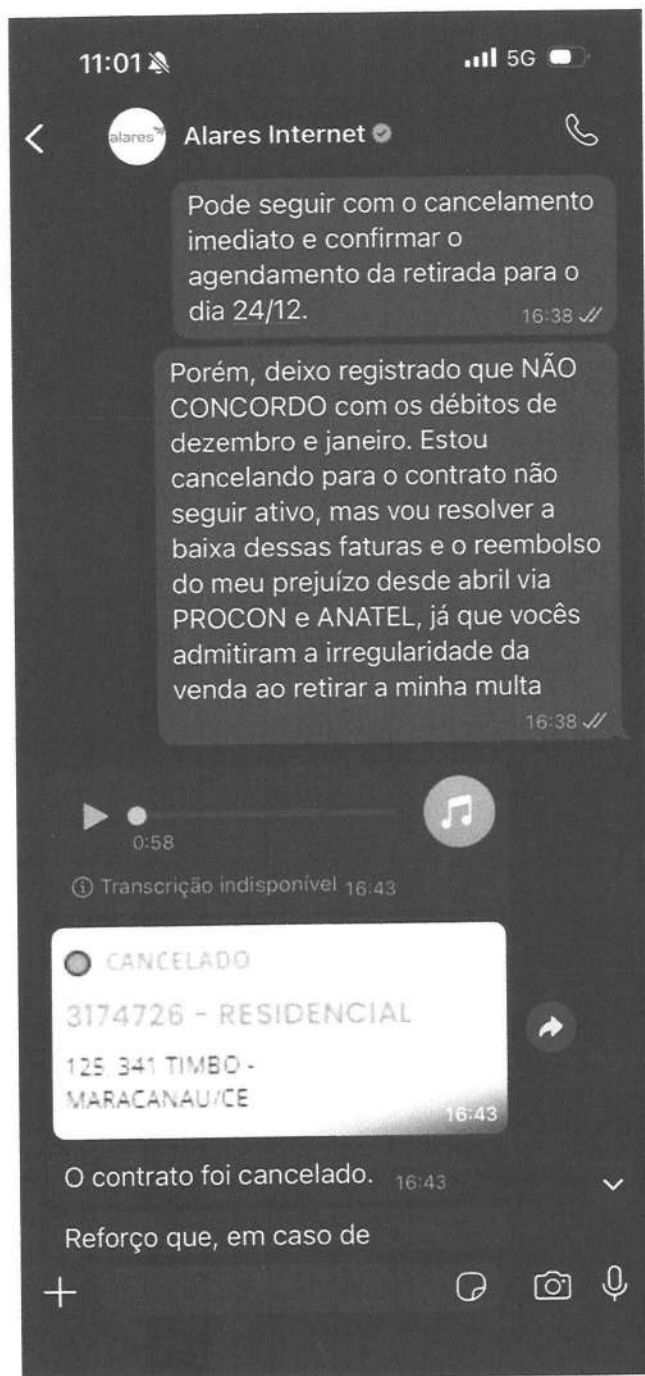 11:01
5G
alares
Alares Internet
Pode seguir com o cancelamento
imediato e confirmar o
agendamento da retirada para o
dia 24/12.
16:38
Porém, deixo registrado que NÃO
CONCORDO com os débitos de
dezembro e janeiro. Estou
cancelando para o contrato não
seguir ativo, mas vou resolver a
baixa dessas faturas e o reembolso
do meu prejuízo desde abril via
PROCON e ANATEL, já que vocês
admitiram a irregularidade da
venda ao retirar a minha multa
16:38
0:58
Transcrição indisponível 16:43
CANCELADO
3174726 - RESIDENCIAL
125, 341 TIMBO -
MARACANAU/CE
16:43
O contrato foi cancelado. 16:43
Reforço que, em caso de